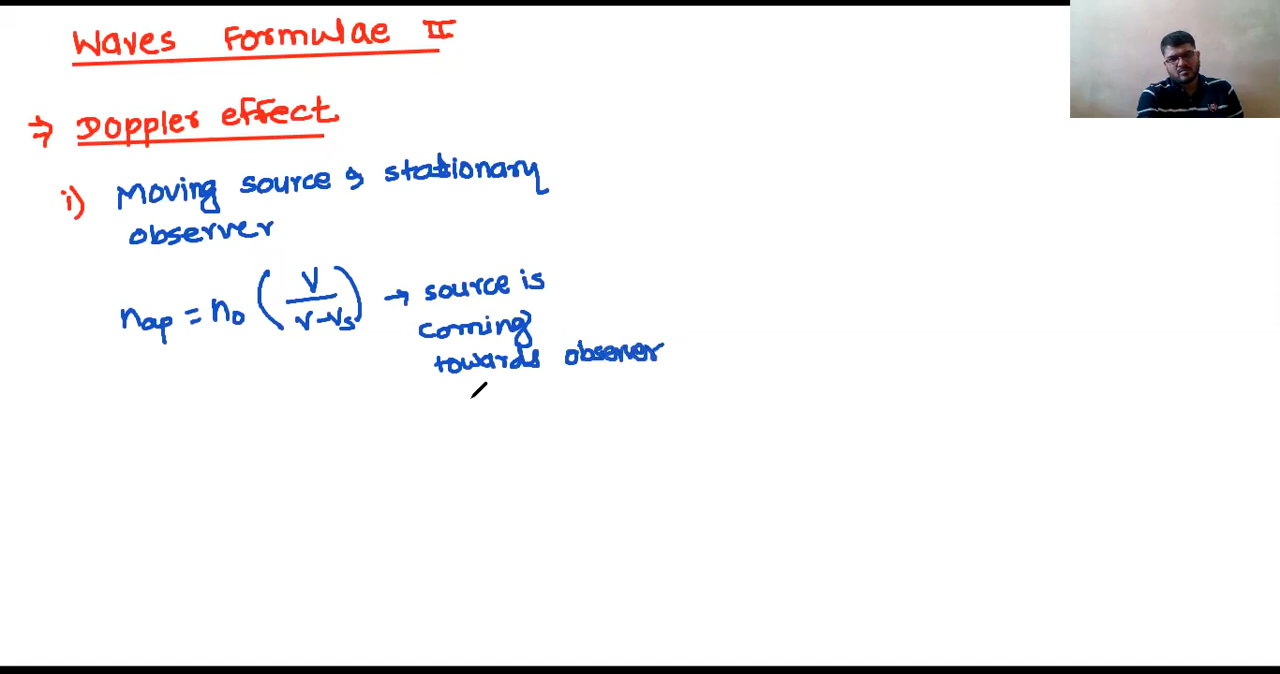 Waves Formulae II
⇒ Doppler effect
i) Moving source & stationary
observer
nap = n0 (V / v-vs) → source is
coming
towards observer